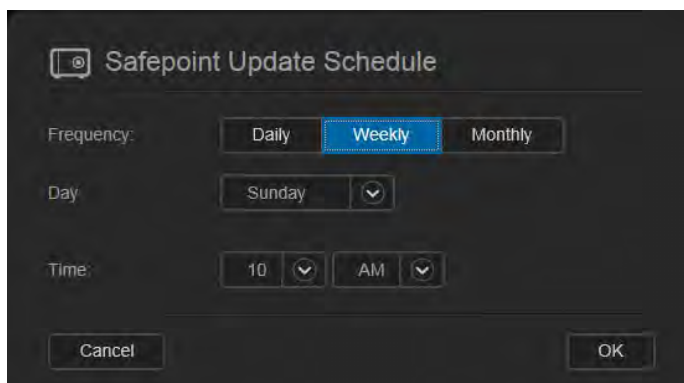 Safepoint Update Schedule
Frequency: Daily Weekly Monthly
Day Sunday
Time: 10 AM
Cancel OK